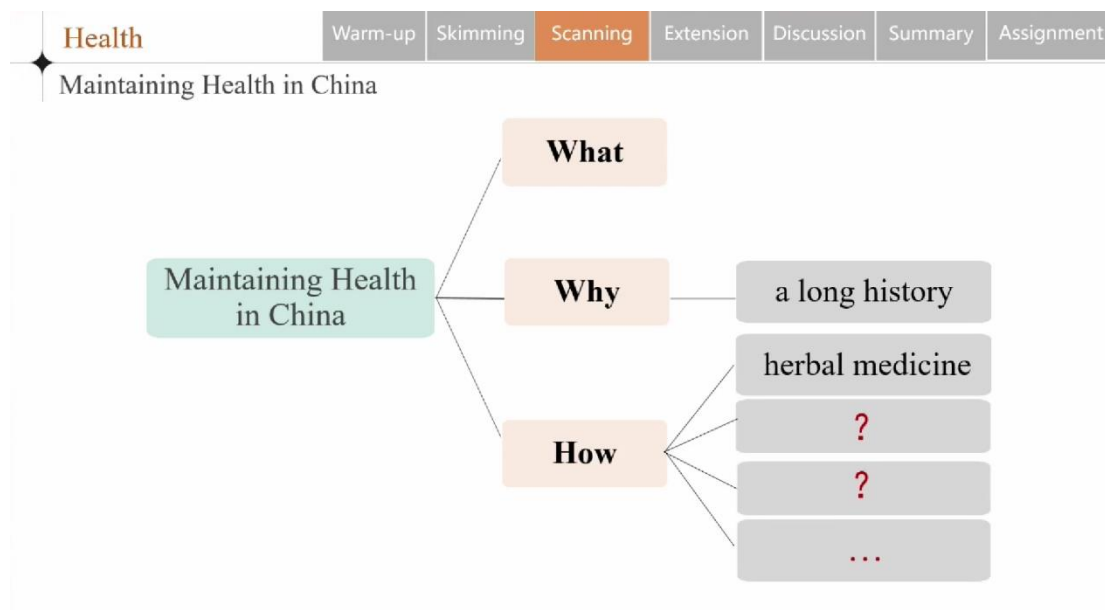 Health
Warm-up
Skimming
Scanning
Extension
Discussion
Summary
Assignment
Maintaining Health in China
What
Maintaining Health
in China
Why
a long history
How
herbal medicine
?
?
...